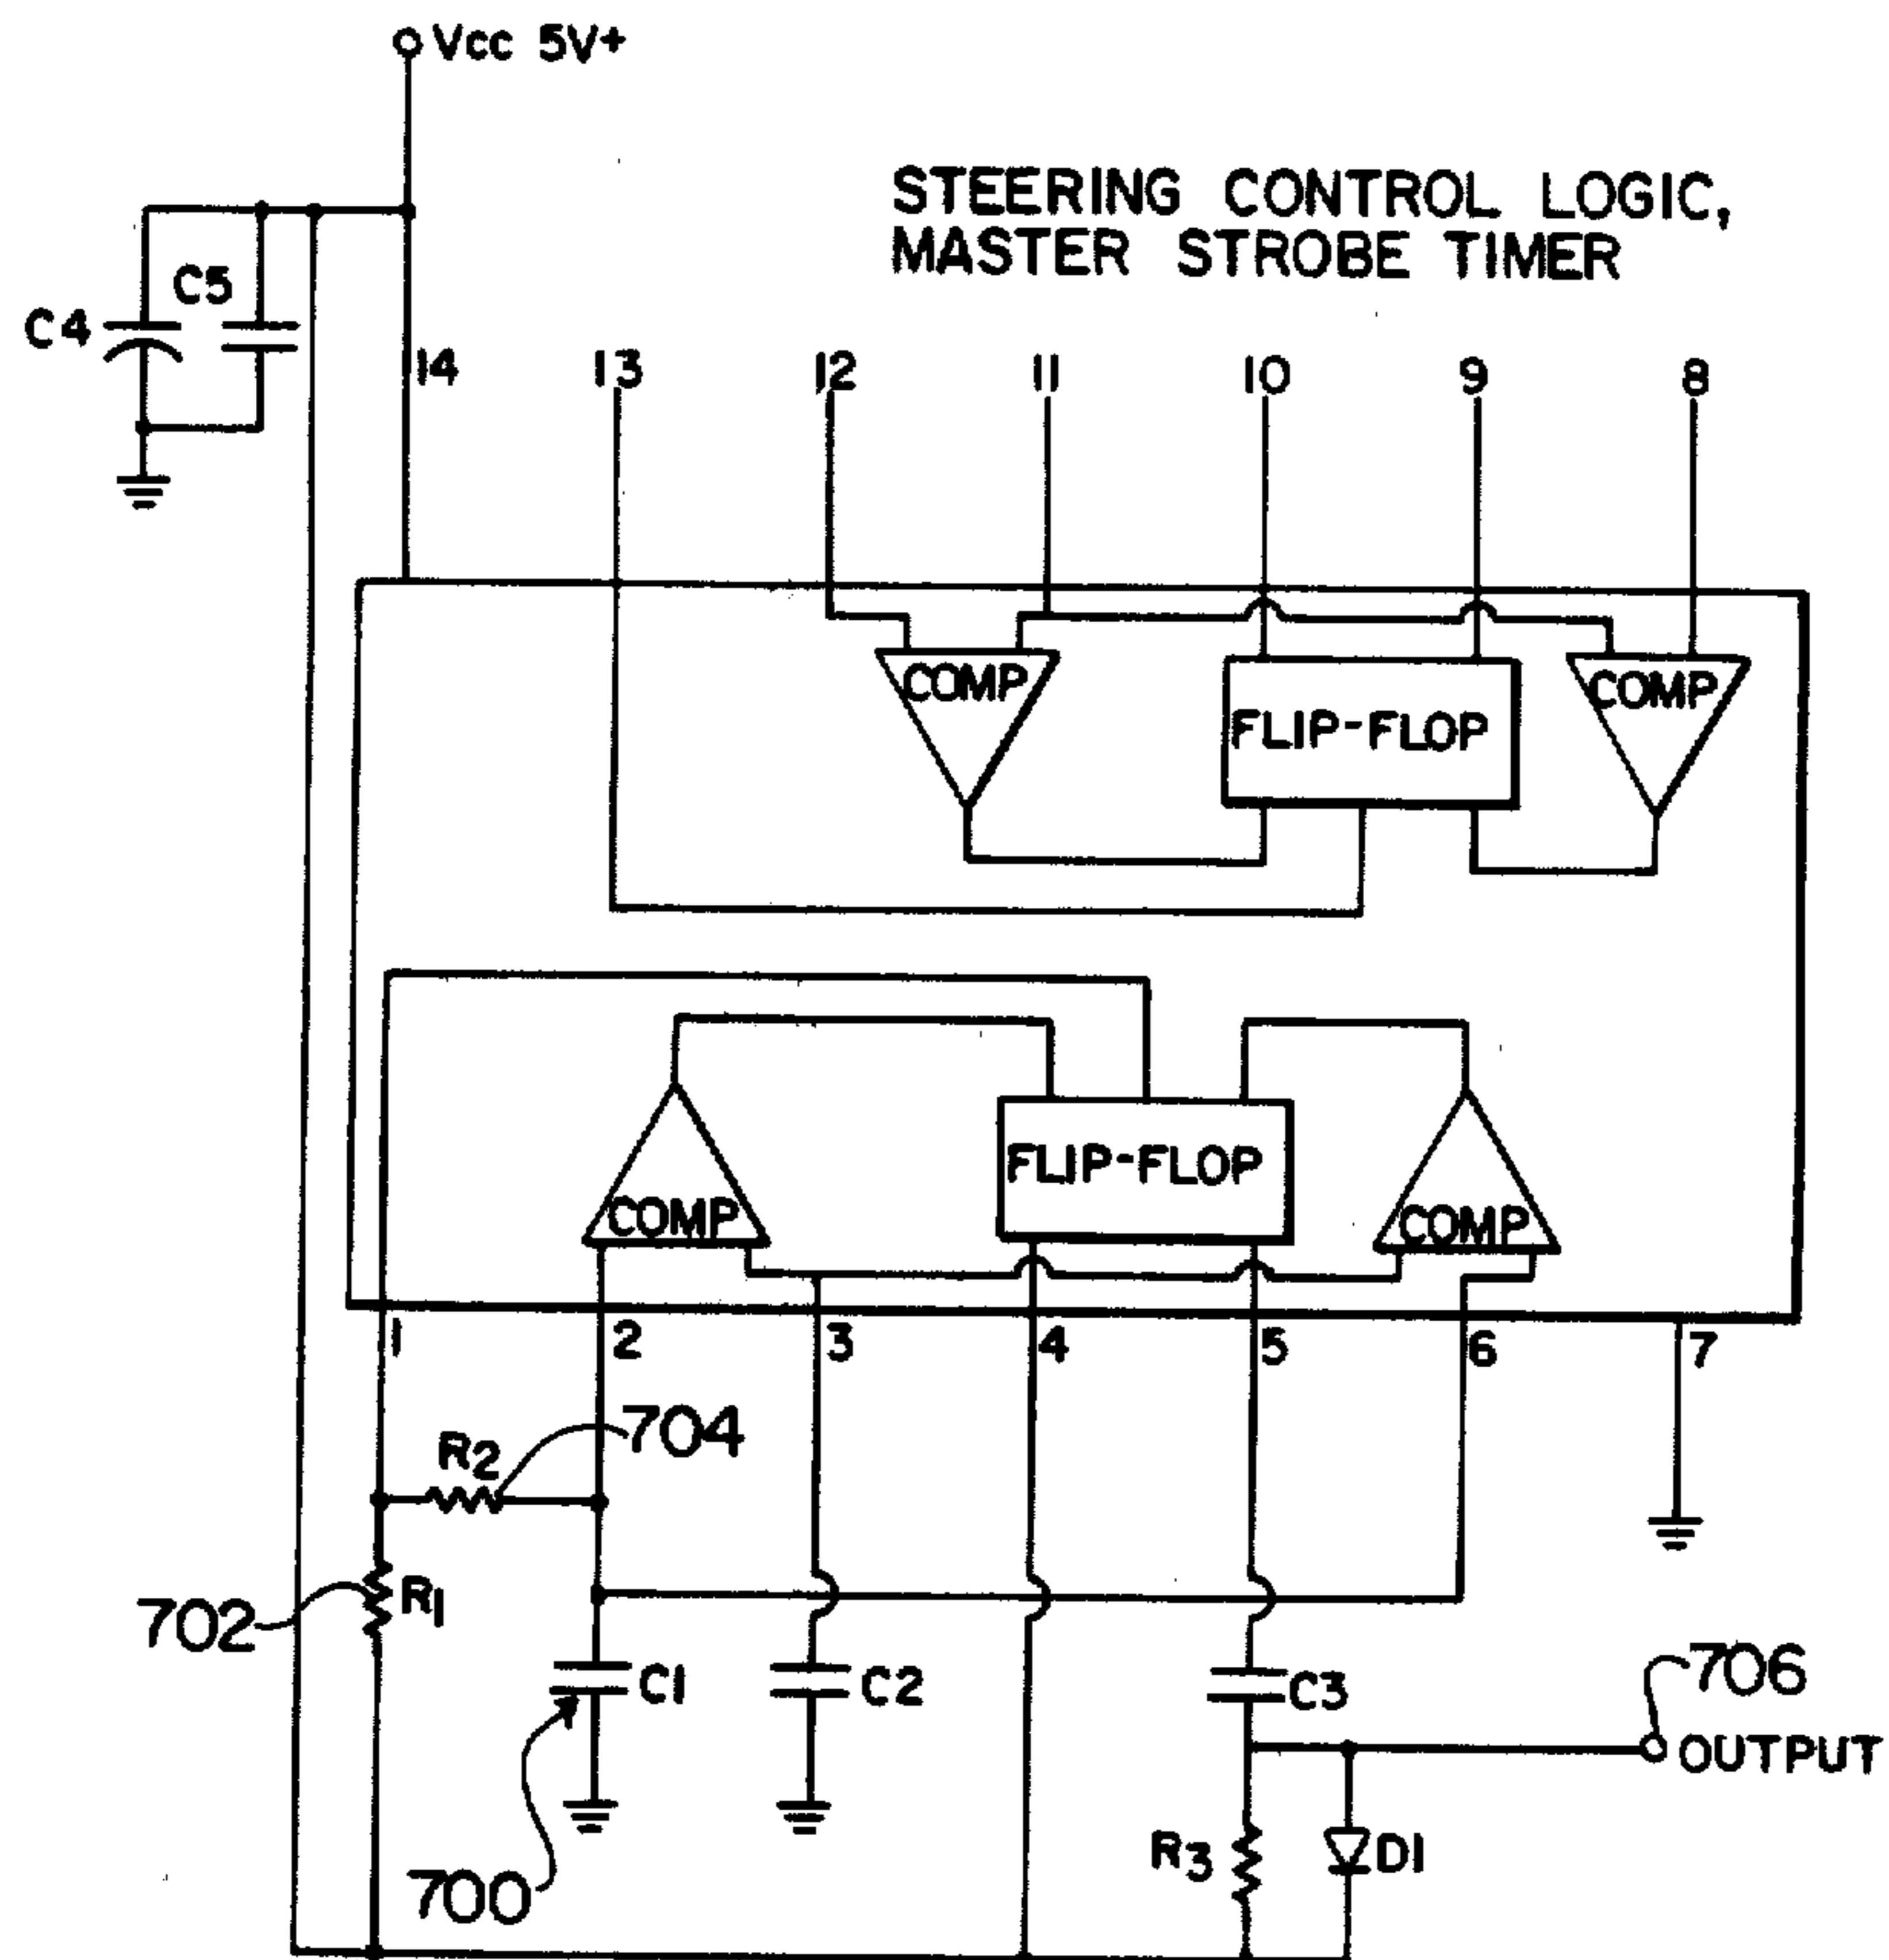 Vcc 5V+
STEERING CONTROL LOGIC,
MASTER STROBE TIMER
C5
C4
14
13
12
11
10
9
8
COMP
COMP
FLIP-FLOP
FLIP-FLOP
COMP
COMP
1
2
3
4
5
6
7
704
R2
702
R1
706
C1
C2
C3
OUTPUT
R3
D1
700